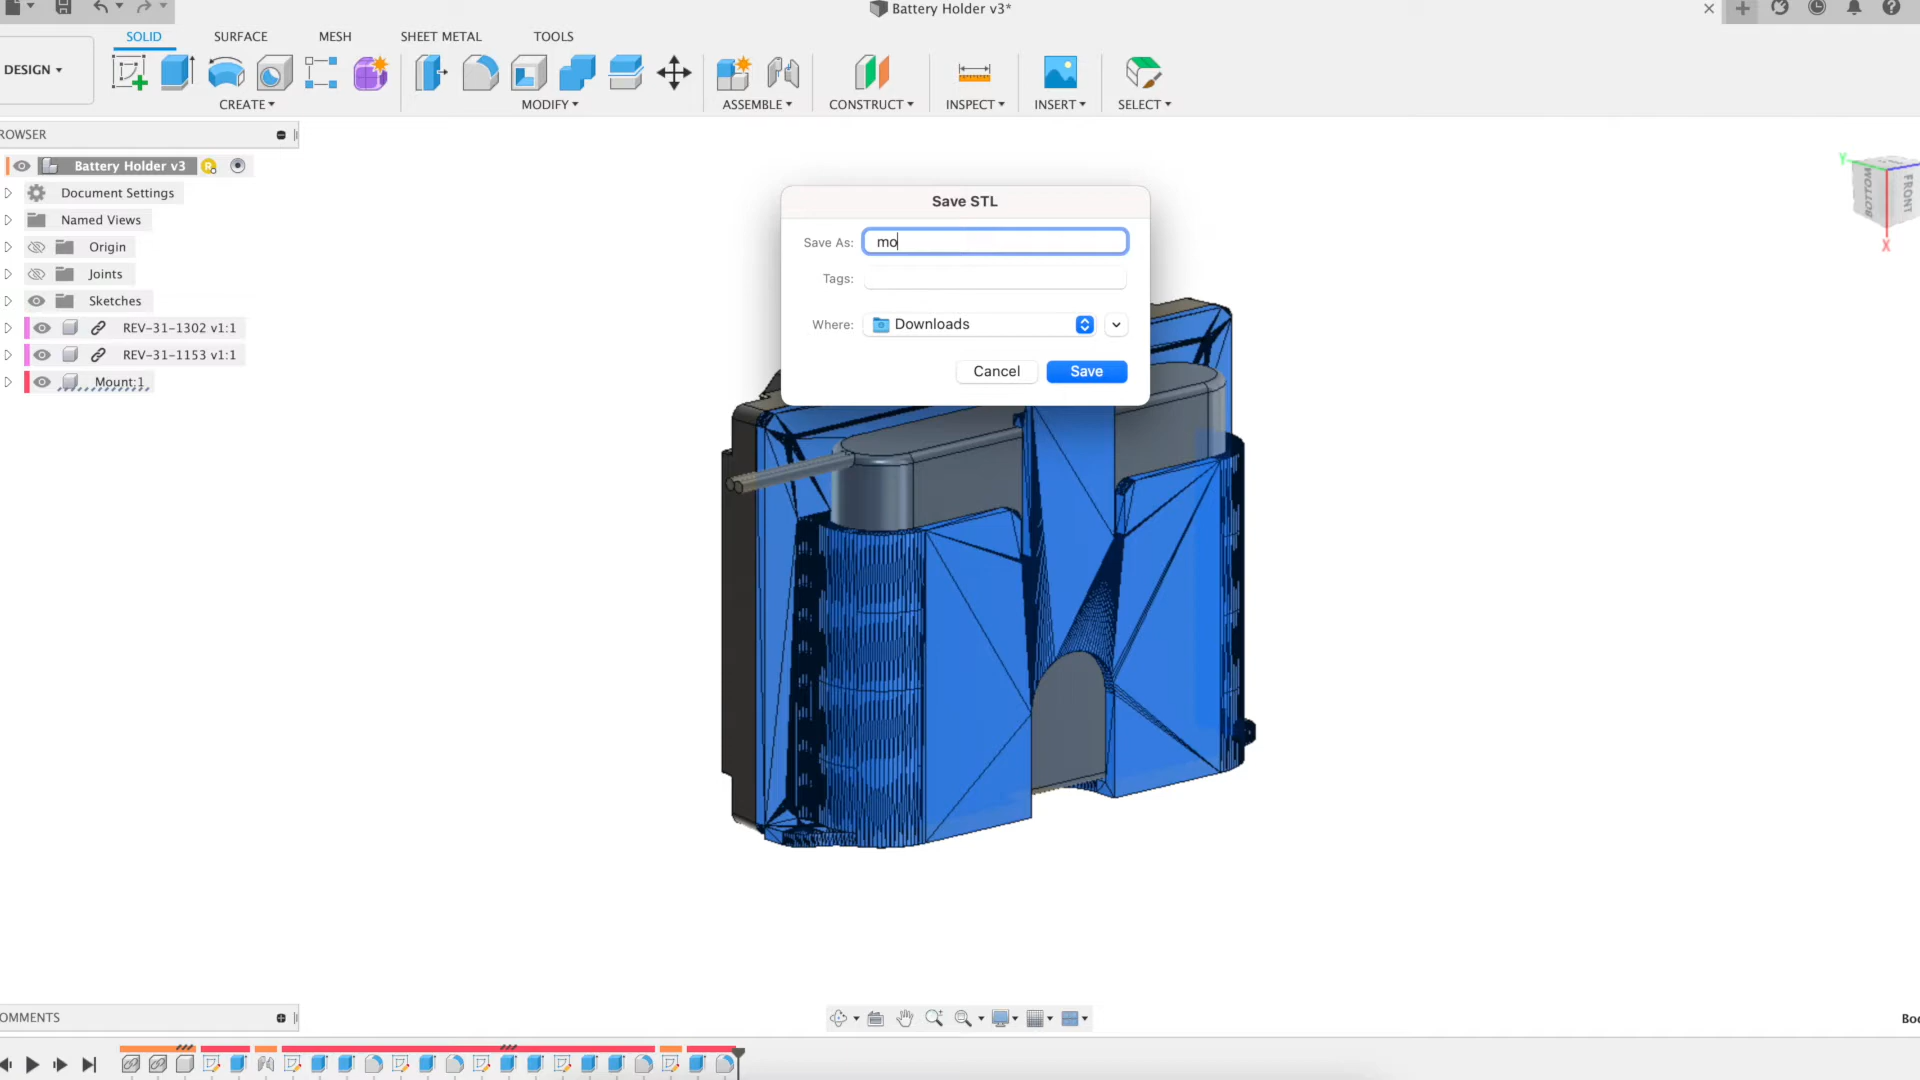 Battery Holder v3*
SOLID SURFACE MESH SHEET METAL TOOLS
DESIGN
CREATE MODIFY ASSEMBLE CONSTRUCT INSPECT INSERT SELECT
ROWSER
Battery Holder v3
Document Settings
Named Views
Origin
Joints
Sketches
REV-31-1302 v1:1
REV-31-1153 v1:1
Mount:1
Save STL
Save As: mo
Tags:
Where: Downloads
Cancel Save
Y
BOTTOM FRONT
X
OMMENTS
Boo